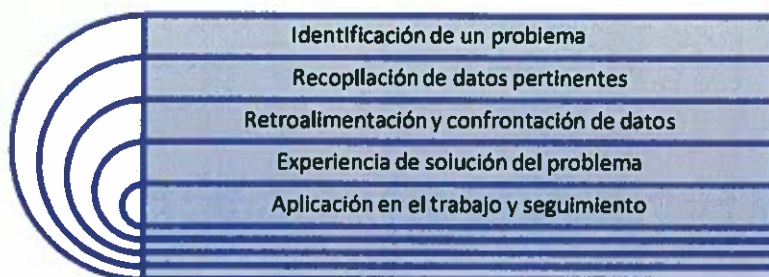 Identificación de un problema
Recopilación de datos pertinentes
Retroalimentación y confrontación de datos
Experiencia de solución del problema
Aplicación en el trabajo y seguimiento